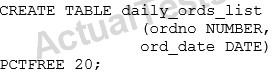 CREATE TABLE daily_ords_list
(ordno NUMBER,
ord_date DATE)
PCTFREE 20;